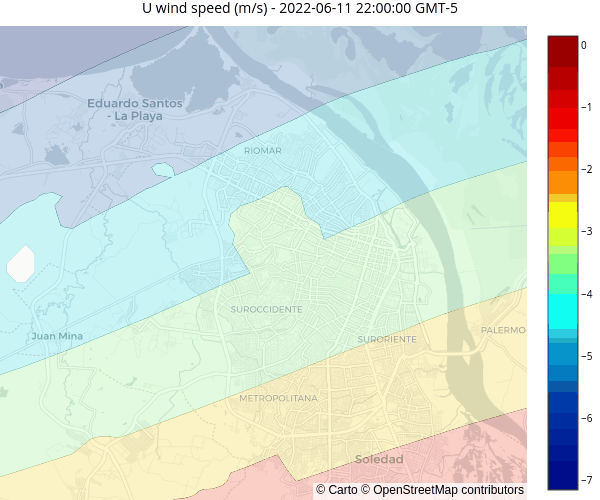 U wind speed (m/s) - 2022-06-11 22:00:00 GMT-5
0
Eduardo Santos
- La Playa
−1
RIOMAR
−2
−3
−4
SUROCCIDENTE
PALERMO
Juan Mina
SURORIENTE
−5
METROPOLITANA
−6
Soledad
−7
© Carto © OpenStreetMap contributors